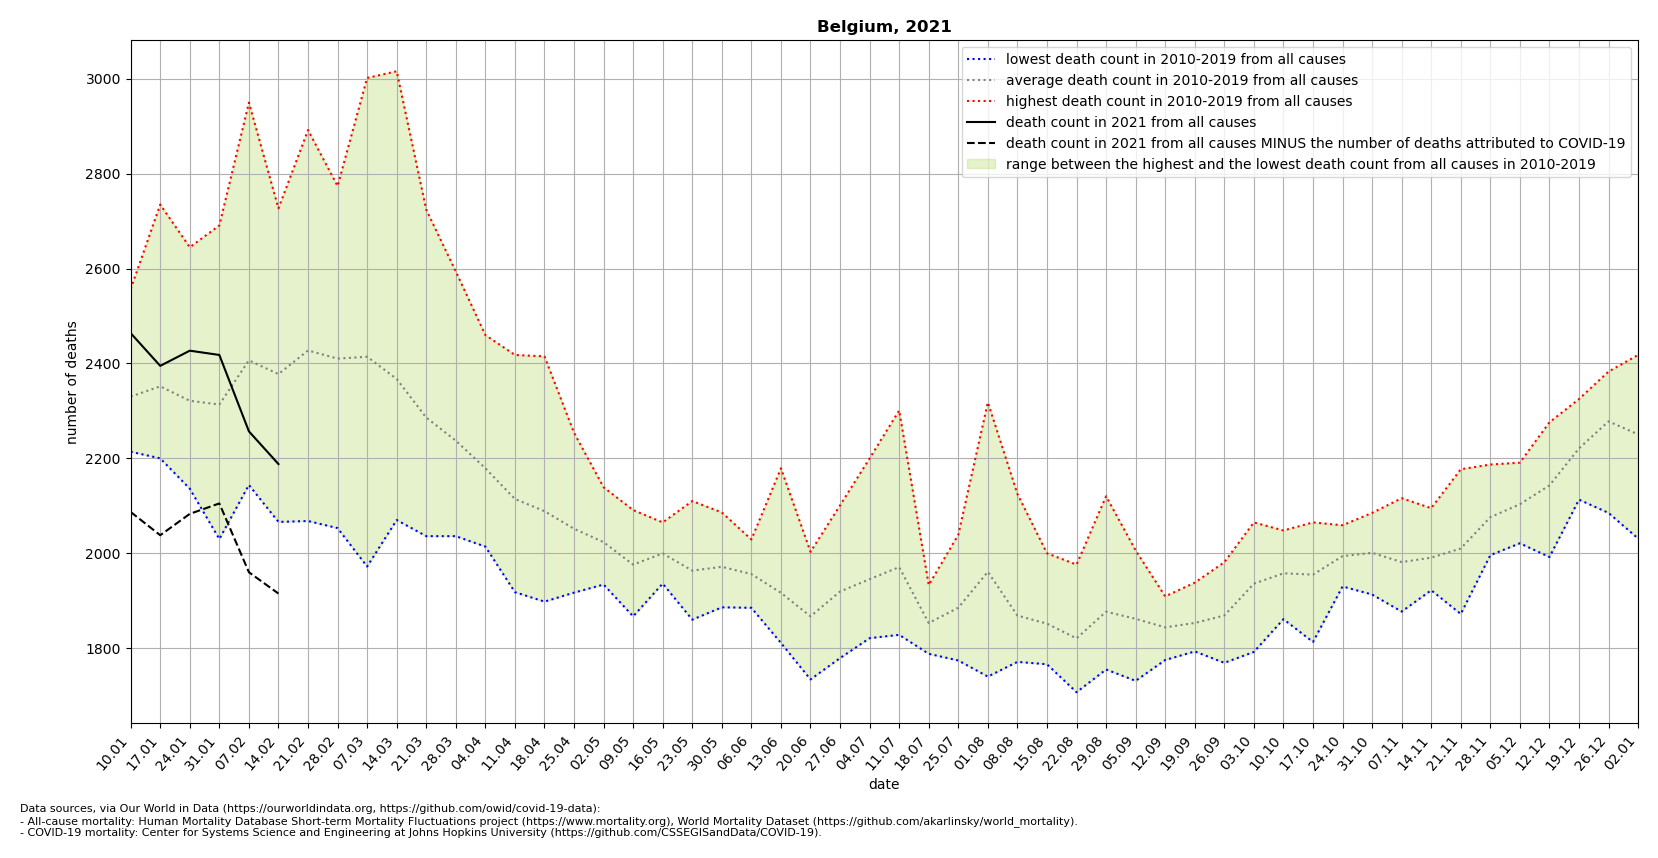 Belgium, 2021
lowest death count in 2010-2019 from all causes
average death count in 2010-2019 from all causes
highest death count in 2010-2019 from all causes
death count in 2021 from all causes
death count in 2021 from all causes MINUS the number of deaths attributed to COVID-19
range between the highest and the lowest death count from all causes in 2010-2019
number of deaths
3000
2800
2600
2400
2200
2000
1800
10.01 17.01 24.01 31.01 07.02 14.02 21.02 28.02 07.03 14.03 21.03 28.03 04.04 11.04 18.04 25.04 02.05 09.05 16.05 23.05 30.05 06.06 13.06 20.06 27.06 04.07 11.07 18.07 25.07 01.08 08.08 15.08 22.08 29.08 05.09 12.09 19.09 26.09 03.10 10.10 17.10 24.10 31.10 07.11 14.11 21.11 28.11 05.12 12.12 19.12 26.12 02.01
date
Data sources, via Our World in Data (https://ourworldindata.org, https://github.com/owid/covid-19-data):
- All-cause mortality: Human Mortality Database Short-term Mortality Fluctuations project (https://www.mortality.org), World Mortality Dataset (https://github.com/akarlinsky/world_mortality).
- COVID-19 mortality: Center for Systems Science and Engineering at Johns Hopkins University (https://github.com/CSSEGISandData/COVID-19).